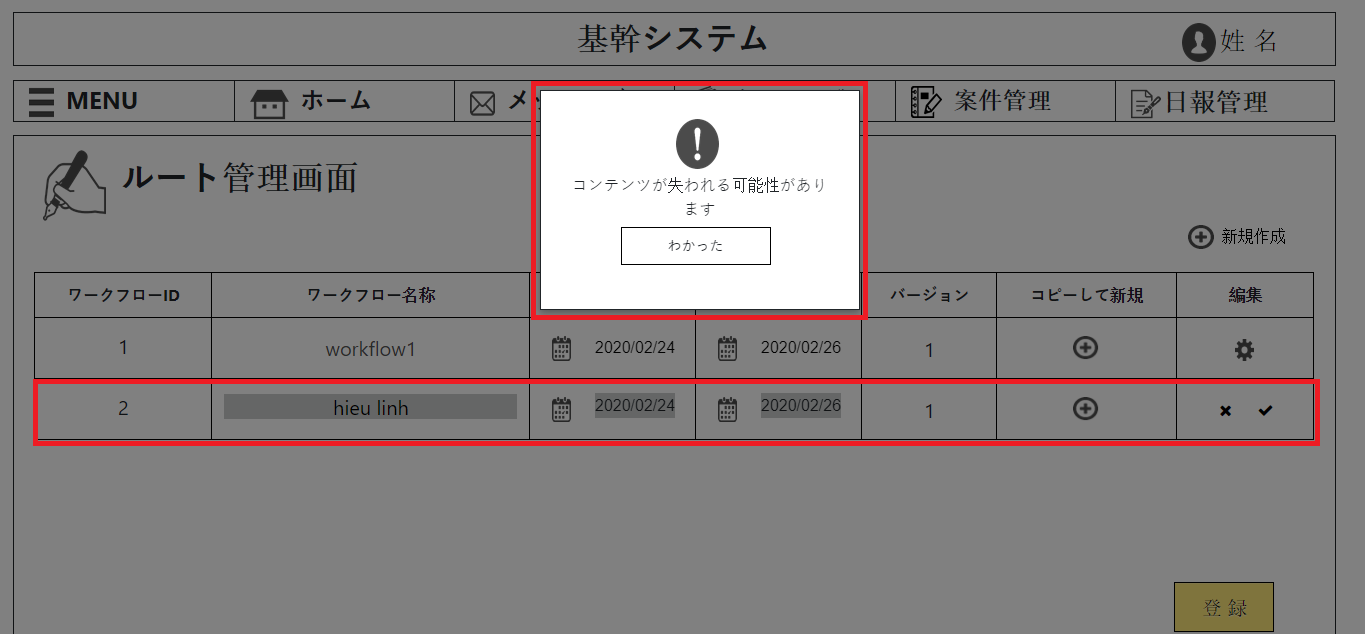 基幹システム
姓 名
MENU
ホーム
案件管理
日報管理
コンテンツが失われる可能性があり
ます
わかった
ルート管理画面
新規作成
ワークフローID
ワークフロー名称
バージョン
コピーして新規
編集
1
workflow1
2020/02/24
2020/02/26
1
2
hieu linh
2020/02/24
2020/02/26
1
登 録